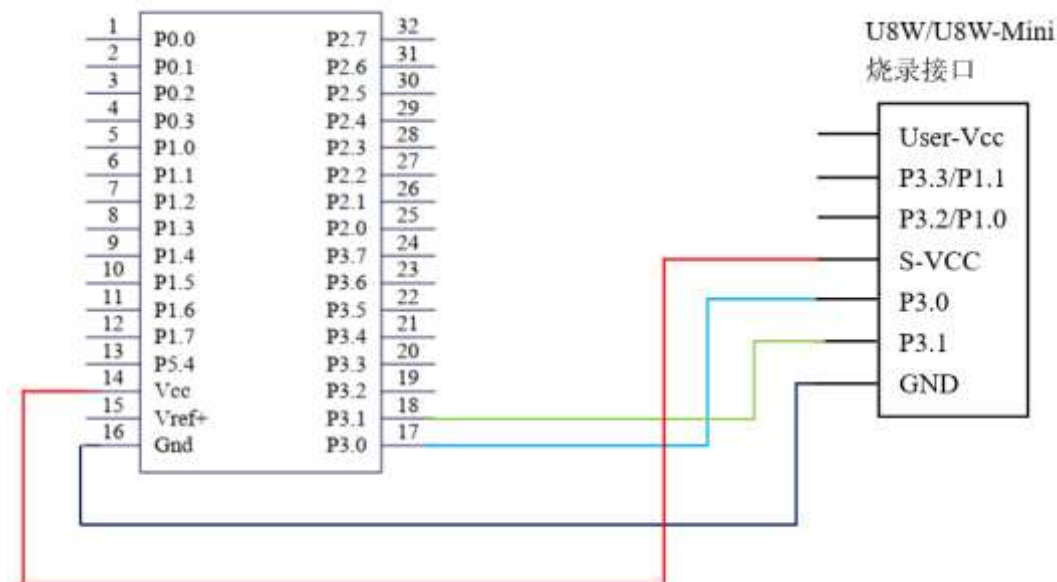 1 P0.0 P2.7 32
2 P0.1 P2.6 31
3 P0.2 P2.5 30
4 P0.3 P2.4 29
5 P1.0 P2.3 28
6 P1.1 P2.2 27
7 P1.2 P2.1 26
8 P1.3 P2.0 25
9 P1.4 P3.7 24
10 P1.5 P3.6 23
11 P1.6 P3.5 22
12 P1.7 P3.4 21
13 P5.4 P3.3 20
14 Vcc P3.2 19
15 Vref+ P3.1 18
16 Gnd P3.0 17
U8W/U8W-Mini
烧录接口
User-Vcc
P3.3/P1.1
P3.2/P1.0
S-VCC
P3.0
P3.1
GND